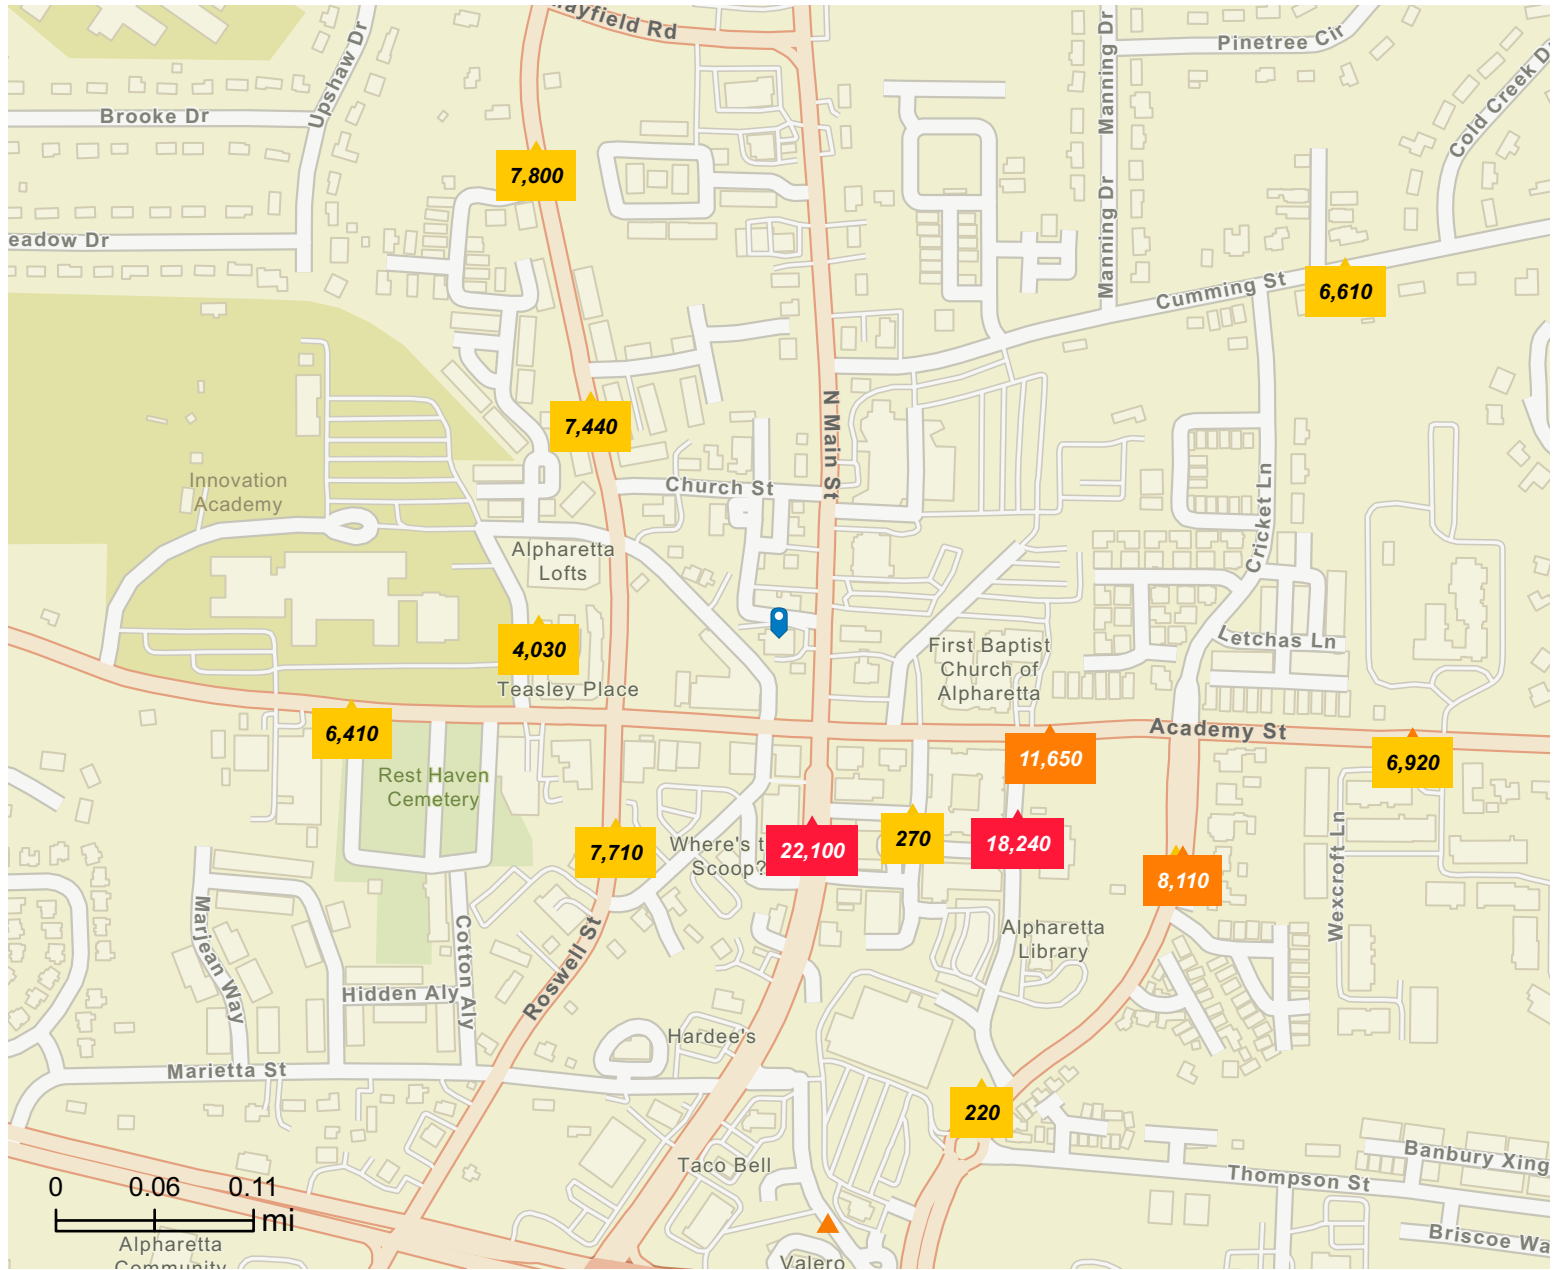 ayfield Rd
Pinetree Cir
Manning Dr
Upshaw Dr
Cold Creek D
Brooke Dr
7,800
Manning Dr
eadow Dr
Cumming St
6,610
N Main St
7,440
Innovation
Academy
Church St
Cricket Ln
Alpharetta
Lofts
4,030
First Baptist
Church of
Alpharetta
Letchas Ln
Teasley Place
6,410
Academy St
11,650
6,920
Rest Haven
Cemetery
7,710
Where's t
Scoop?
22,100
270
18,240
8,110
Wexcroft Ln
Marjean Way
Cotton Aly
Roswell St
Alpharetta
Library
Hidden Aly
Hardee's
Marietta St
220
Taco Bell
Thompson St
Banbury Xing
0 0.06 0.11
mi
Alpharetta
Community
Valero
Briscoe Wa